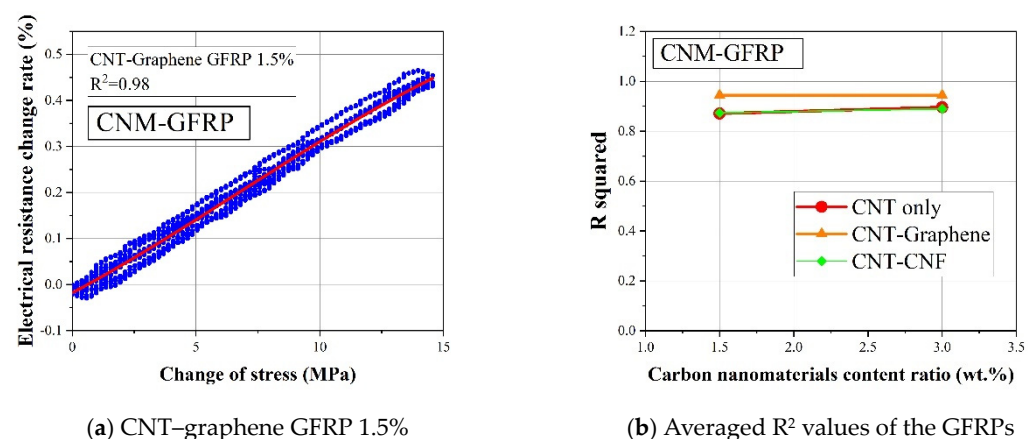 Electrical resistance change rate (%)
0.5
0.4
0.3
0.2
0.1
0.0
-0.1
CNT-Graphene GFRP 1.5%
R²=0.98
CNM-GFRP
0
5
10
15
Change of stress (MPa)
(a) CNT–graphene GFRP 1.5%
R squared
1.2
1.0
0.8
0.6
0.4
0.2
0.0
CNM-GFRP
CNT only
CNT-Graphene
CNT-CNF
1.0
1.5
2.0
2.5
3.0
3.5
Carbon nanomaterials content ratio (wt.%)
(b) Averaged R² values of the GFRPs